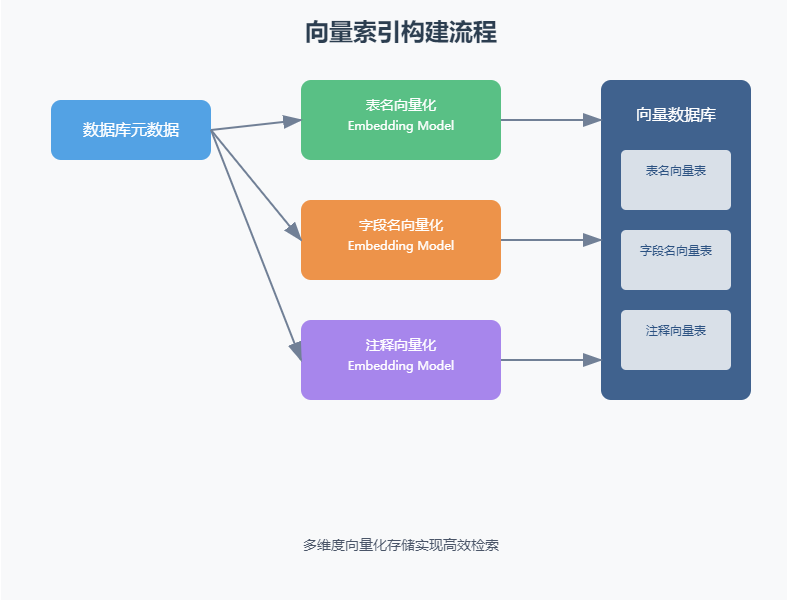 向量索引构建流程
数据库元数据
表名向量化
Embedding Model
字段名向量化
Embedding Model
注释向量化
Embedding Model
向量数据库
表名向量表
字段名向量表
注释向量表
多维度向量化存储实现高效检索